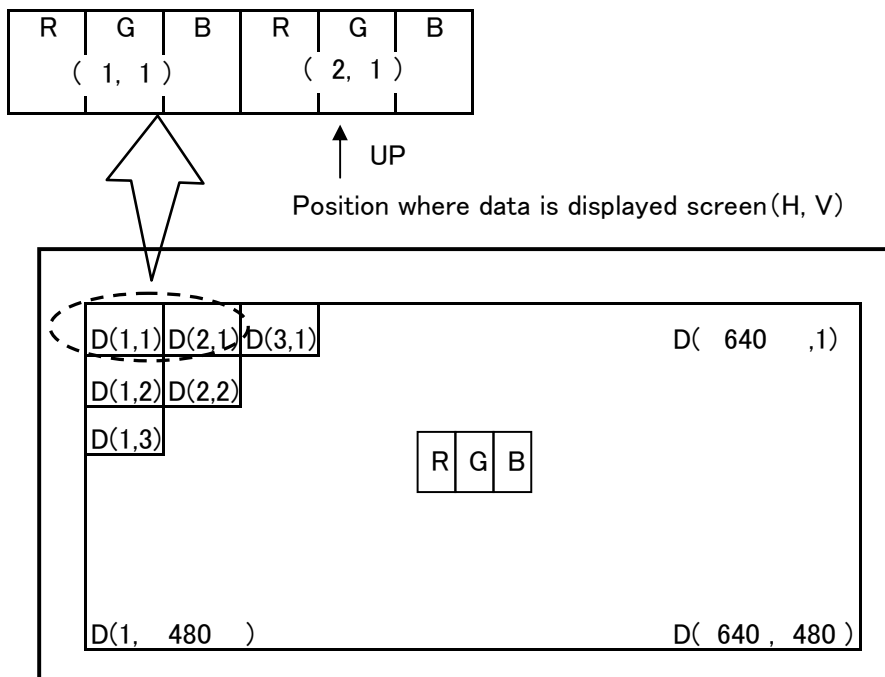 R G B R G B
( 1, 1 ) ( 2, 1 )
UP
Position where data is displayed screen(H, V)
D(1,1) D(2,1) D(3,1) D( 640 ,1)
D(1,2) D(2,2)
D(1,3)
R G B
D(1, 480 ) D( 640 , 480 )